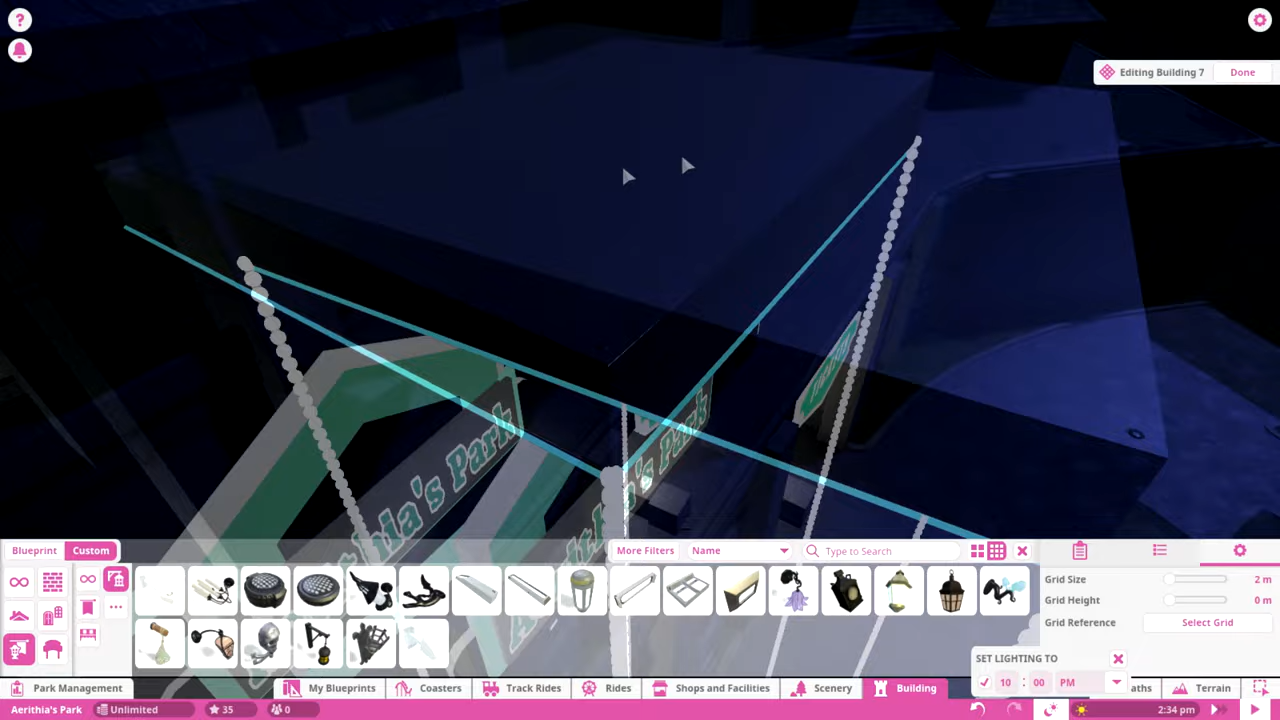 ?
Editing Building 7
Done
Aerithia's Park
Blueprint
Custom
More Filters
Name
Type to Search
Grid Size
2 m
Grid Height
0 m
Grid Reference
Select Grid
SET LIGHTING TO
10 : 00 PM
Park Management
My Blueprints
Coasters
Track Rides
Rides
Shops and Facilities
Scenery
Building
aths
Terrain
Aerithia's Park
Unlimited
35
0
2:34 pm